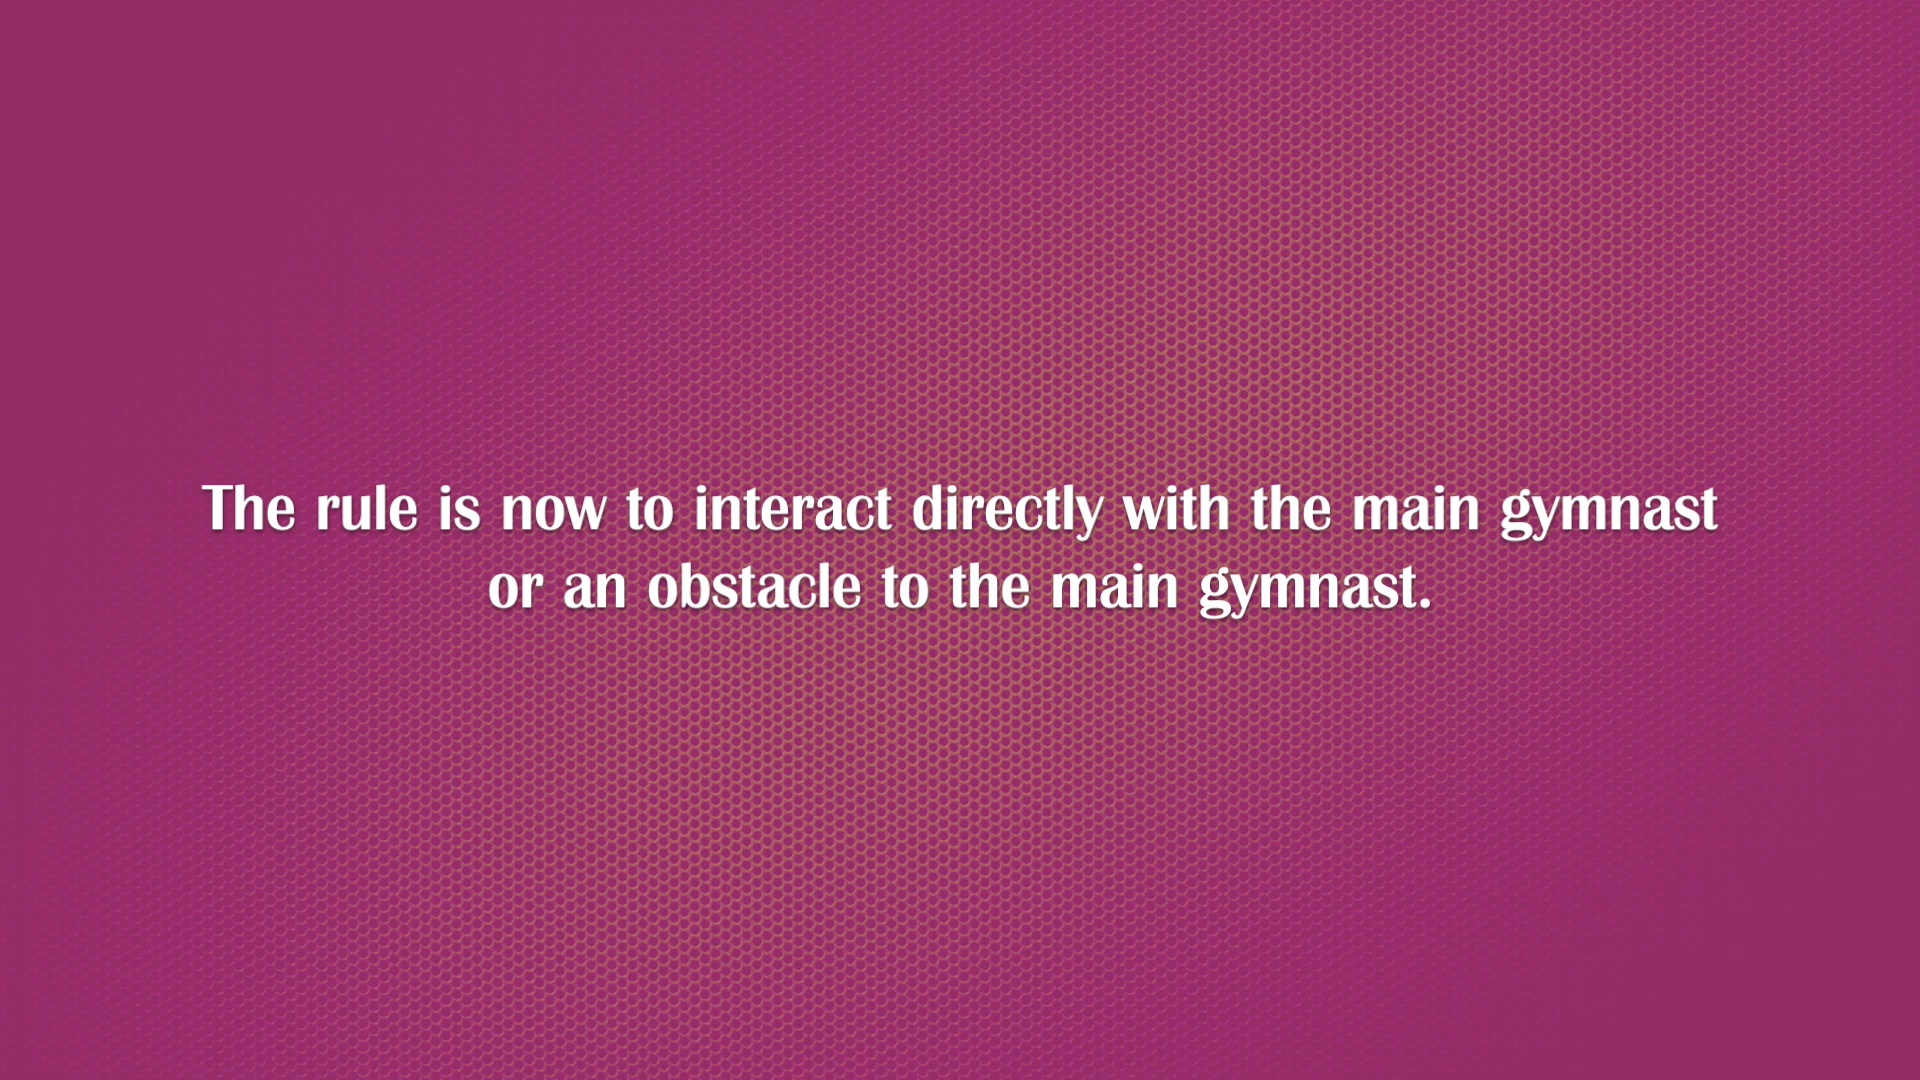 The rule is now to interact directly with the main gymnast
or an obstacle to the main gymnast.